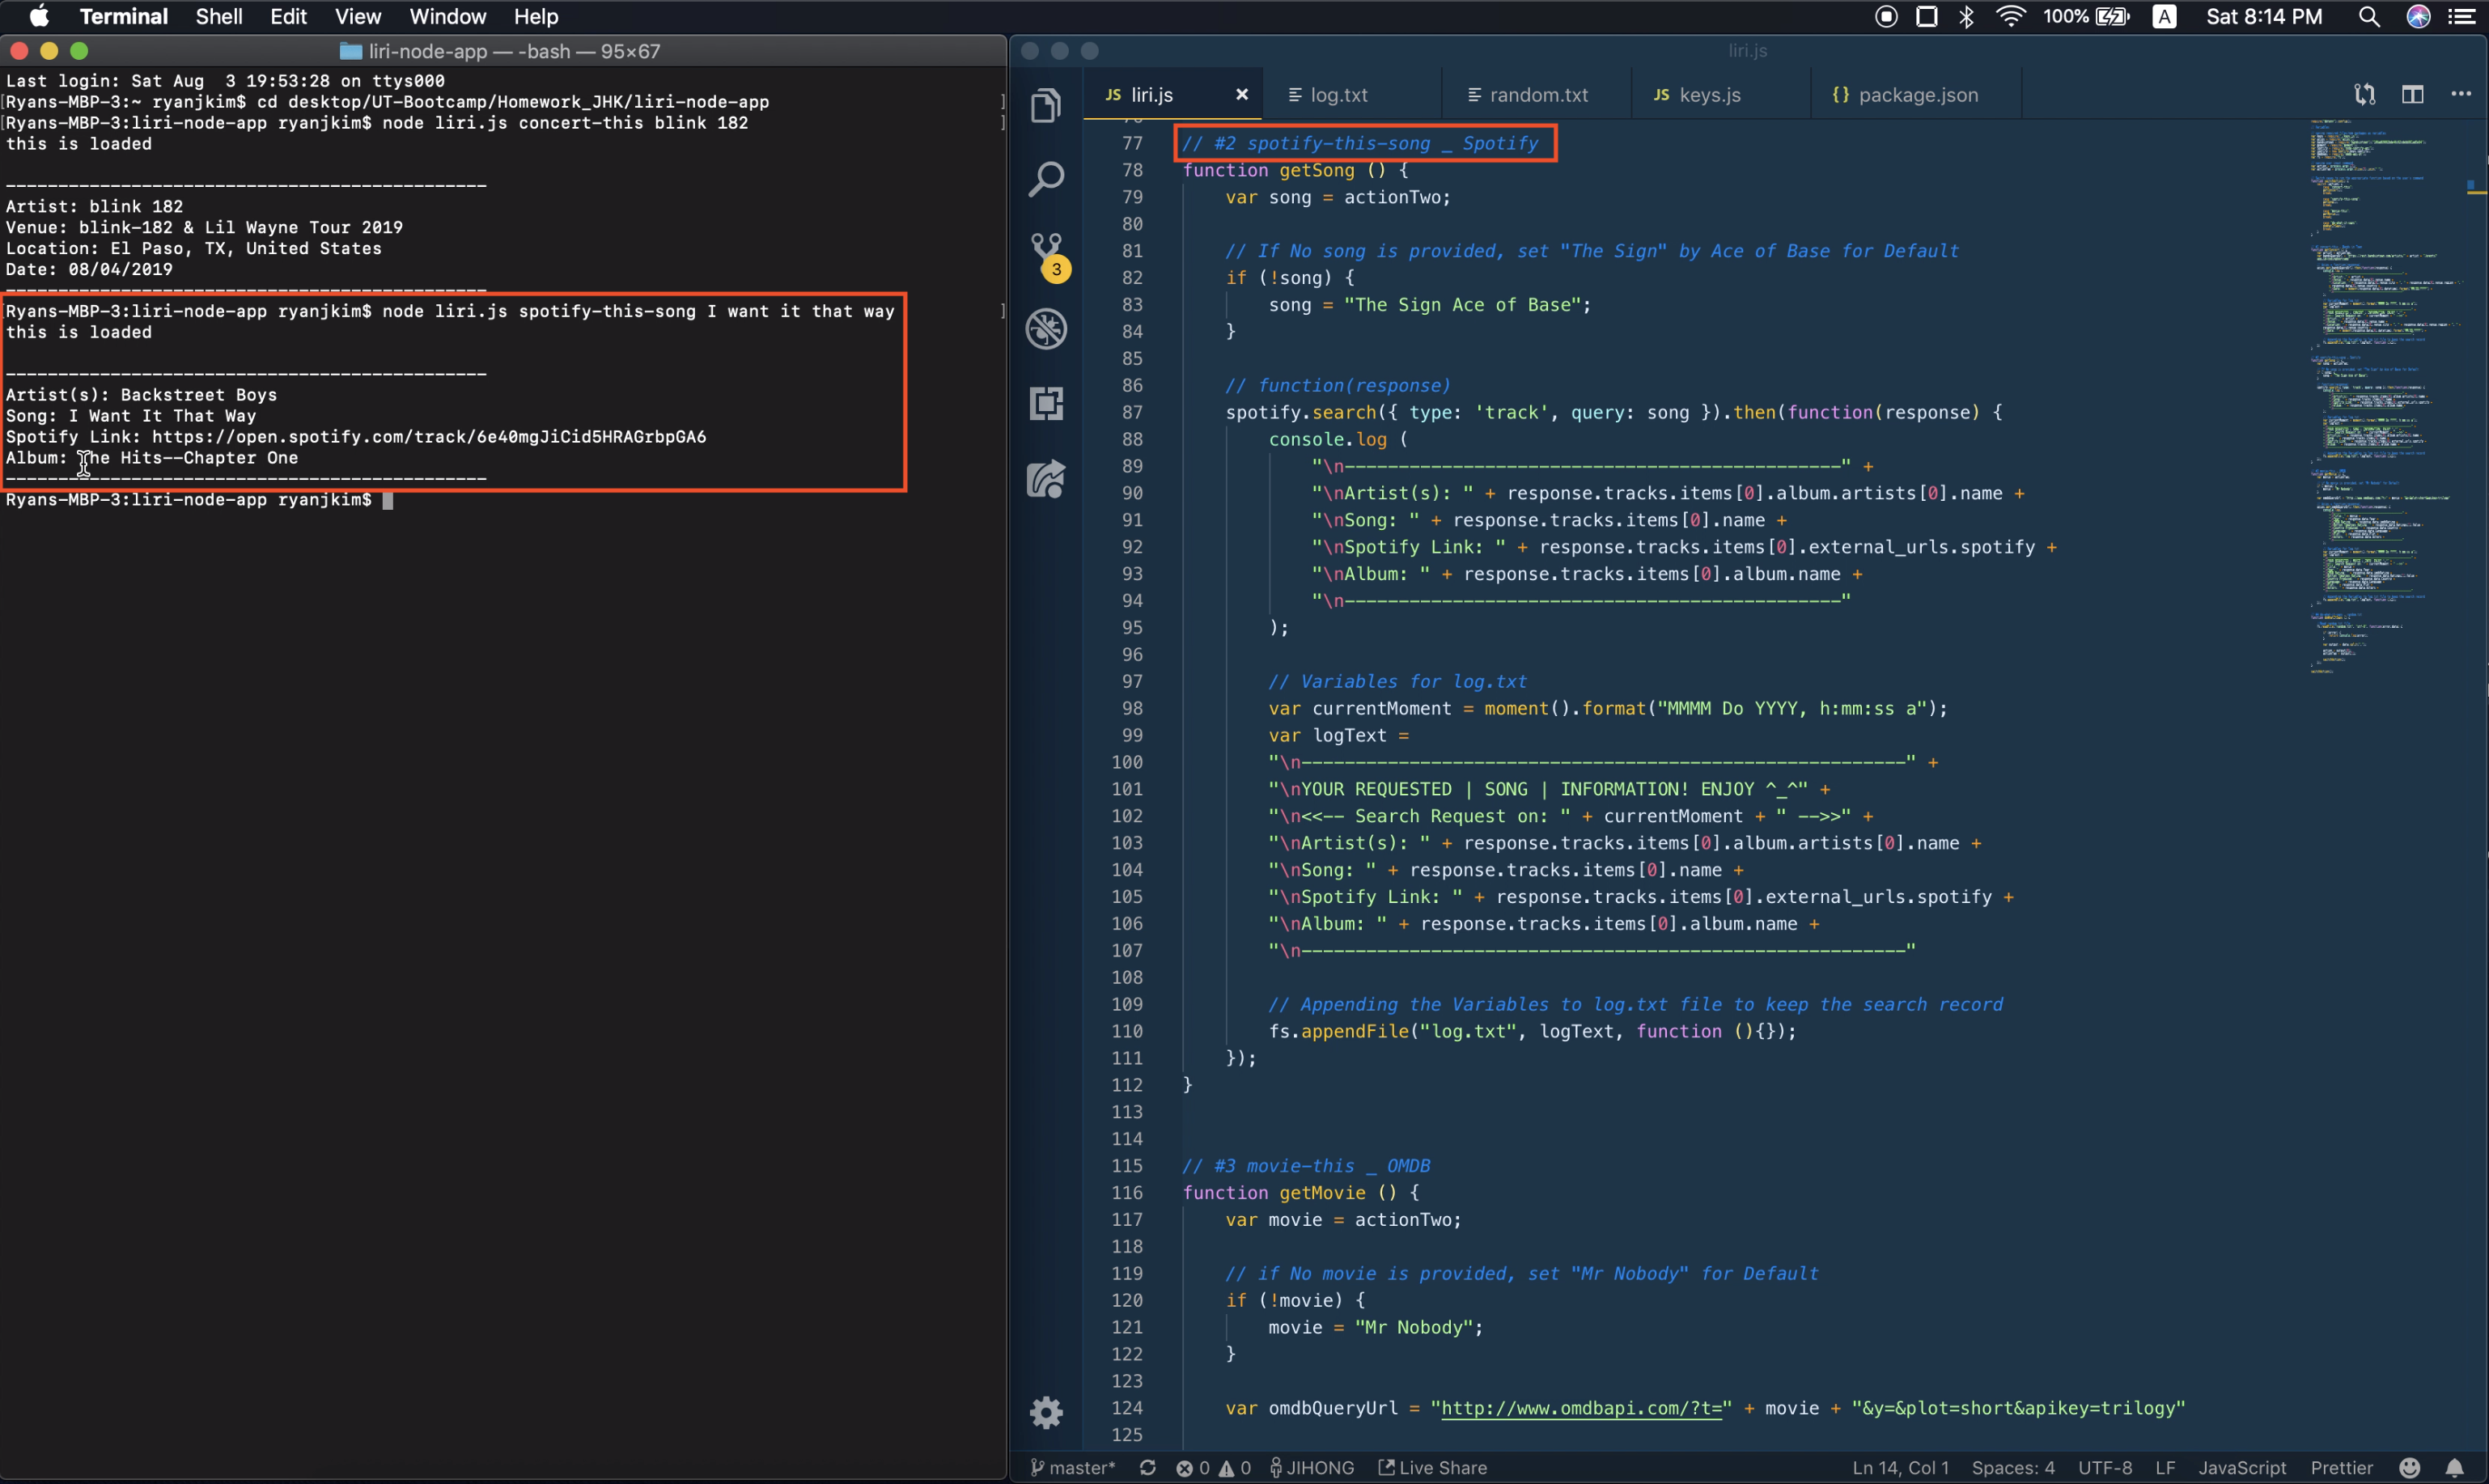 Terminal Shell Edit View Window Help 100% A Sat 8:14 PM
liri-node-app — -bash — 95×67
Last login: Sat Aug  3 19:53:28 on ttys000
[Ryans-MBP-3:~ ryanjkim$ cd desktop/UT-Bootcamp/Homework_JHK/liri-node-app ]
[Ryans-MBP-3:liri-node-app ryanjkim$ node liri.js concert-this blink 182 ]
this is loaded
----------------------------------------------
Artist: blink 182
Venue: blink-182 & Lil Wayne Tour 2019
Location: El Paso, TX, United States
Date: 08/04/2019
----------------------------------------------
[Ryans-MBP-3:liri-node-app ryanjkim$ node liri.js spotify-this-song I want it that way ]
this is loaded
----------------------------------------------
Artist(s): Backstreet Boys
Song: I Want It That Way
Spotify Link: https://open.spotify.com/track/6e40mgJiCid5HRAGrbpGA6
Album: The Hits--Chapter One
----------------------------------------------
Ryans-MBP-3:liri-node-app ryanjkim$
liri.js
JS liri.js × log.txt random.txt JS keys.js {} package.json
3
77 // #2 spotify-this-song _ Spotify
78 function getSong () {
79     var song = actionTwo;
80
81     // If No song is provided, set "The Sign" by Ace of Base for Default
82     if (!song) {
83         song = "The Sign Ace of Base";
84     }
85
86     // function(response)
87     spotify.search({ type: 'track', query: song }).then(function(response) {
88         console.log (
89             "\n----------------------------------------------" +
90             "\nArtist(s): " + response.tracks.items[0].album.artists[0].name +
91             "\nSong: " + response.tracks.items[0].name +
92             "\nSpotify Link: " + response.tracks.items[0].external_urls.spotify +
93             "\nAlbum: " + response.tracks.items[0].album.name +
94             "\n----------------------------------------------"
95         );
96
97         // Variables for log.txt
98         var currentMoment = moment().format("MMMM Do YYYY, h:mm:ss a");
99         var logText =
100         "\n--------------------------------------------------------" +
101         "\nYOUR REQUESTED | SONG | INFORMATION! ENJOY ^_^" +
102         "\n<<-- Search Request on: " + currentMoment + " -->>" +
103         "\nArtist(s): " + response.tracks.items[0].album.artists[0].name +
104         "\nSong: " + response.tracks.items[0].name +
105         "\nSpotify Link: " + response.tracks.items[0].external_urls.spotify +
106         "\nAlbum: " + response.tracks.items[0].album.name +
107         "\n--------------------------------------------------------"
108
109         // Appending the Variables to log.txt file to keep the search record
110         fs.appendFile("log.txt", logText, function (){});
111     });
112 }
113
114
115 // #3 movie-this _ OMDB
116 function getMovie () {
117     var movie = actionTwo;
118
119     // if No movie is provided, set "Mr Nobody" for Default
120     if (!movie) {
121         movie = "Mr Nobody";
122     }
123
124     var omdbQueryUrl = "http://www.omdbapi.com/?t=" + movie + "&y=&plot=short&apikey=trilogy"
125
master* 0 0 JIHONG Live Share Ln 14, Col 1 Spaces: 4 UTF-8 LF JavaScript Prettier